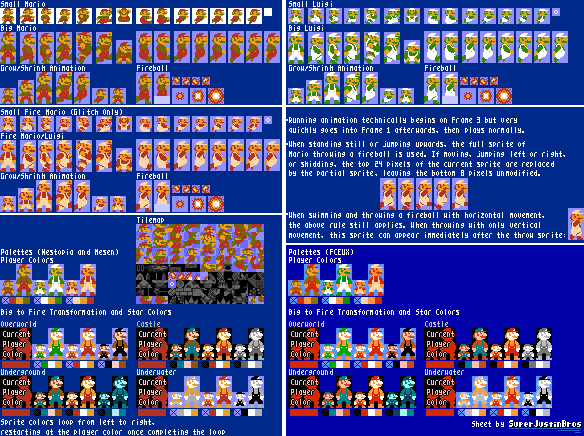 Small Mario
Big Mario
Grow/Shrink Animation
Fireball
Small Fire Mario (Glitch Only)
Fire Mario/Luigi
Grow/Shrink Animation
Fireball
Tilemap
Palettes (Nestopia and Mesen)
Player Colors
Big to Fire Transformation and Star Colors
Overworld
Castle
Current
Player
Color
Current
Player
Color
Underground
Underwater
Current
Player
Color
Current
Player
Color
Sprite colors loop from left to right,
restarting at the player color once completing the loop
Small Luigi
Big Luigi
Grow/Shrink Animation
Fireball
•Running animation technically begins on Frame 3 but very
quickly goes into Frame 1 afterwards, then plays normally.
•When standing still or jumping upwards, the full sprite of
Mario throwing a fireball is used. If moving, jumping left or right,
or skidding, the top 24 pixels of the current sprite are replaced
by the partial sprite, leaving the bottom 8 pixels unmodified.
•When swimming and throwing a fireball with horizontal movement,
the above rule still applies. When throwing with only vertical
movement, this sprite can appear immediately after the throw sprite:
Palettes (FCEUX)
Player Colors
Big to Fire Transformation and Star Colors
Overworld
Castle
Current
Player
Color
Current
Player
Color
Underground
Underwater
Current
Player
Color
Current
Player
Color
Sheet by SuperJustinBros